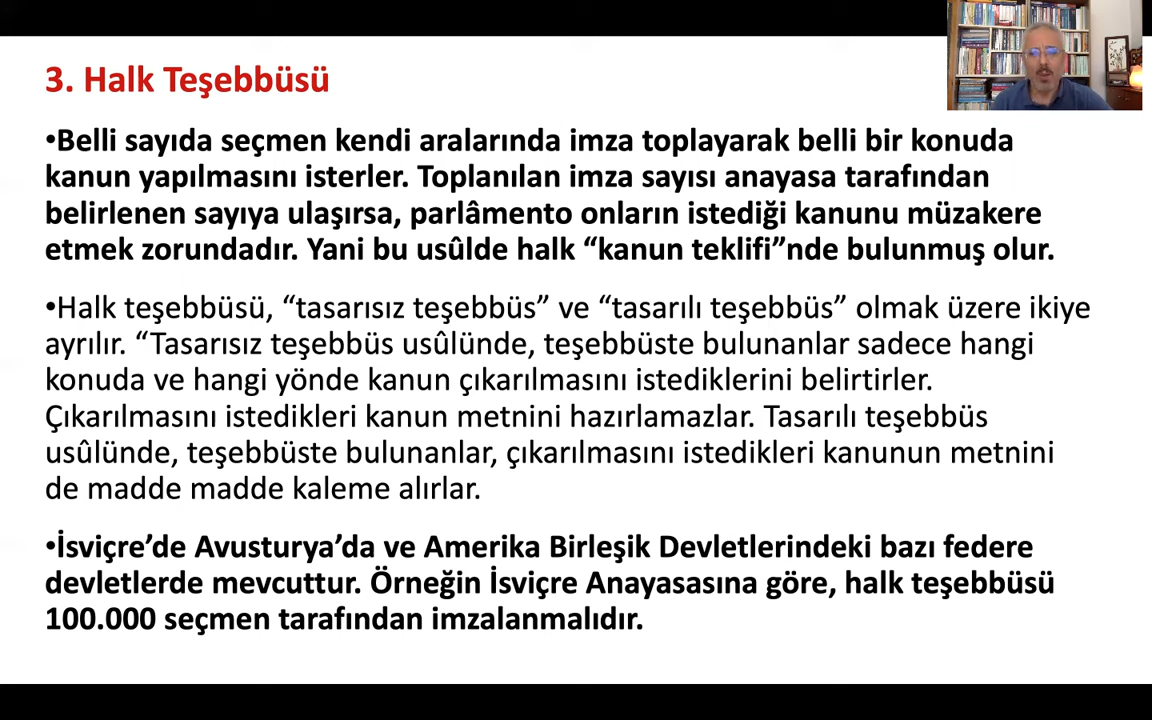 3. Halk Teşebbüsü
•Belli sayıda seçmen kendi aralarında imza toplayarak belli bir konuda
kanun yapılmasını isterler. Toplanılan imza sayısı anayasa tarafından
belirlenen sayıya ulaşırsa, parlâmento onların istediği kanunu müzakere
etmek zorundadır. Yani bu usûlde halk “kanun teklifi”nde bulunmuş olur.
•Halk teşebbüsü, “tasarısız teşebbüs” ve “tasarılı teşebbüs” olmak üzere ikiye
ayrılır. “Tasarısız teşebbüs usûlünde, teşebbüste bulunanlar sadece hangi
konuda ve hangi yönde kanun çıkarılmasını istediklerini belirtirler.
Çıkarılmasını istedikleri kanun metnini hazırlamazlar. Tasarılı teşebbüs
usûlünde, teşebbüste bulunanlar, çıkarılmasını istedikleri kanunun metnini
de madde madde kaleme alırlar.
•İsviçre’de Avusturya’da ve Amerika Birleşik Devletlerindeki bazı federe
devletlerde mevcuttur. Örneğin İsviçre Anayasasına göre, halk teşebbüsü
100.000 seçmen tarafından imzalanmalıdır.